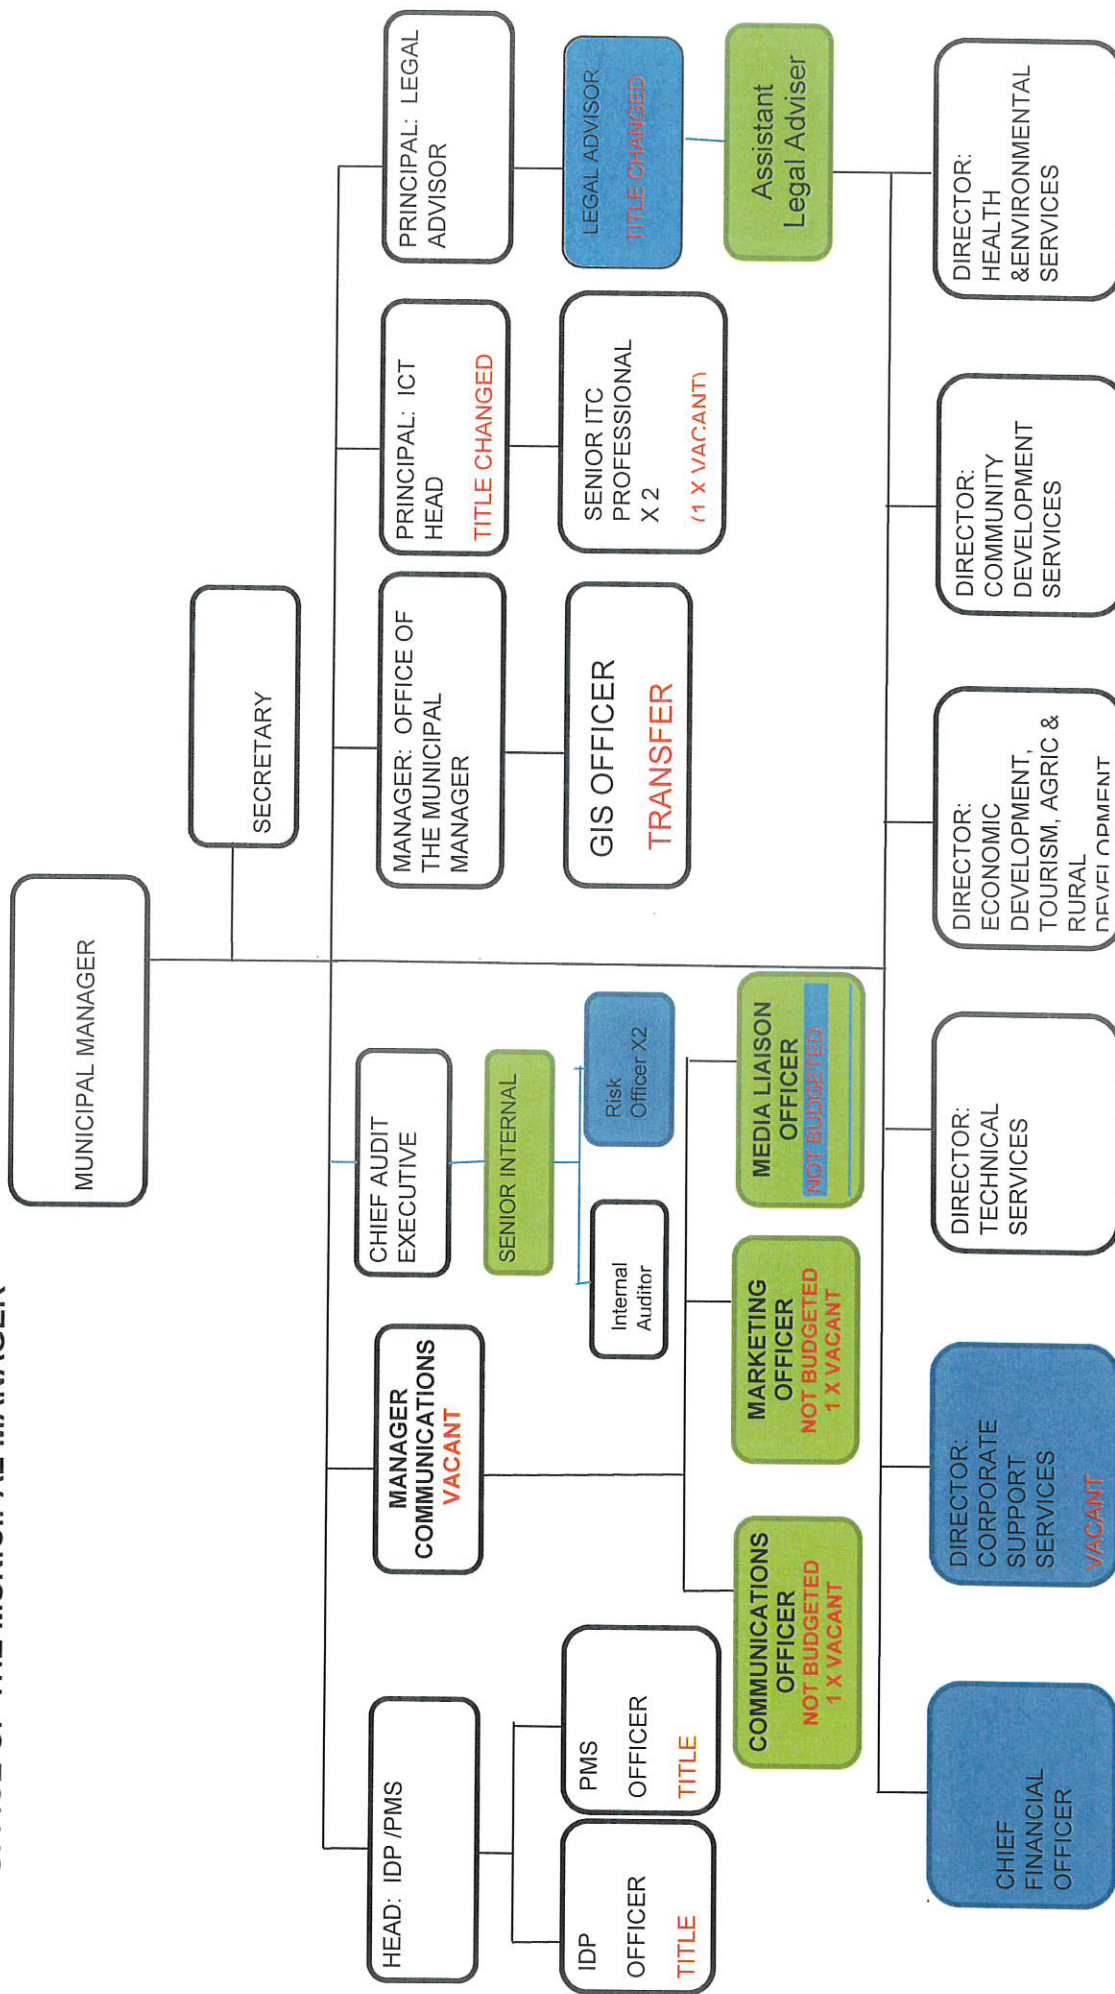 MUNICIPAL MANAGER
SECRETARY
HEAD: IDP /PMS
MANAGER
COMMUNICATIONS
VACANT
CHIEF AUDIT
EXECUTIVE
MANAGER: OFFICE OF
THE MUNICIPAL
MANAGER
PRINCIPAL: ICT
HEAD
TITLE CHANGED
PRINCIPAL: LEGAL
ADVISOR
IDP
OFFICER
TITLE
PMS
OFFICER
TITLE
SENIOR INTERNAL
Internal
Auditor
Risk
Officer X2
GIS OFFICER
TRANSFER
SENIOR ITC
PROFESSIONAL
X 2
(1 X VACANT)
LEGAL ADVISOR
TITLE CHANGED
COMMUNICATIONS
OFFICER
NOT BUDGETED
1 X VACANT
MARKETING
OFFICER
NOT BUDGETED
1 X VACANT
MEDIA LIAISON
OFFICER
NOT BUDGETED
Assistant
Legal Adviser
CHIEF
FINANCIAL
OFFICER
DIRECTOR:
CORPORATE
SUPPORT
SERVICES
VACANT
DIRECTOR:
TECHNICAL
SERVICES
DIRECTOR:
ECONOMIC
DEVELOPMENT,
TOURISM, AGRIC &
RURAL
DEVELOPMENT
DIRECTOR:
COMMUNITY
DEVELOPMENT
SERVICES
DIRECTOR:
HEALTH
&ENVIRONMENTAL
SERVICES